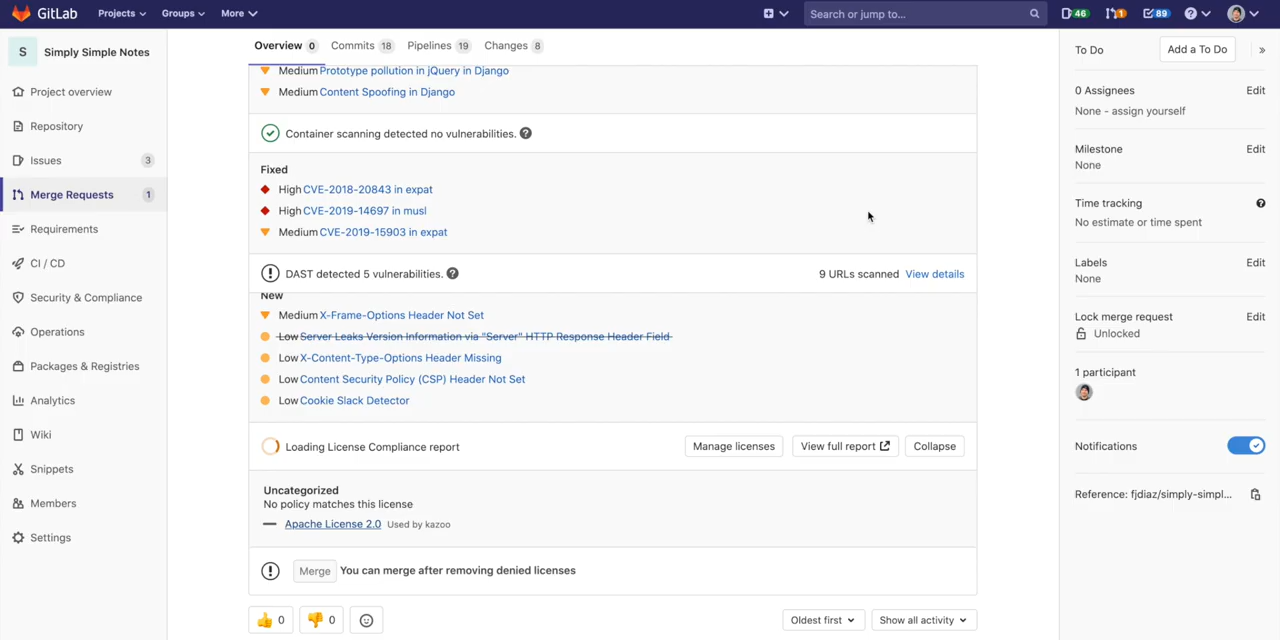 GitLab Projects Groups More Search or jump to... 46 1 89
S Simply Simple Notes
Project overview
Repository
Issues 3
Merge Requests 1
Requirements
CI / CD
Security & Compliance
Operations
Packages & Registries
Analytics
Wiki
Snippets
Members
Settings
Overview 0 Commits 18 Pipelines 19 Changes 8
Medium Prototype pollution in jQuery in Django
Medium Content Spoofing in Django
Container scanning detected no vulnerabilities. ?
Fixed
High CVE-2018-20843 in expat
High CVE-2019-14697 in musl
Medium CVE-2019-15903 in expat
DAST detected 5 vulnerabilities. ? 9 URLs scanned View details
New
Medium X-Frame-Options Header Not Set
Low Server Leaks Version Information via "Server" HTTP Response Header Field
Low X-Content-Type-Options Header Missing
Low Content Security Policy (CSP) Header Not Set
Low Cookie Slack Detector
Loading License Compliance report Manage licenses View full report Collapse
Uncategorized
No policy matches this license
Apache License 2.0 Used by kazoo
Merge You can merge after removing denied licenses
0 0 Oldest first Show all activity
To Do Add a To Do »
0 Assignees Edit
None - assign yourself
Milestone Edit
None
Time tracking ?
No estimate or time spent
Labels Edit
None
Lock merge request Edit
Unlocked
1 participant
Notifications
Reference: fjdiaz/simply-simpl...